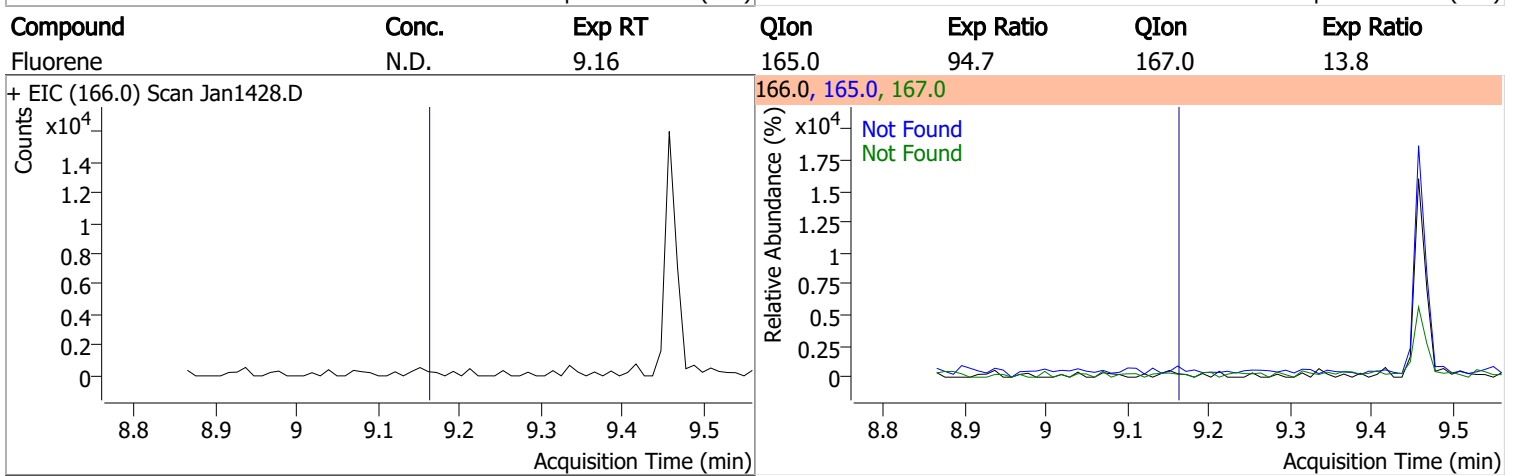 Compound Conc. Exp RT QIon Exp Ratio QIon Exp Ratio
Fluorene N.D. 9.16 165.0 94.7 167.0 13.8
+ EIC (166.0) Scan Jan1428.D
Counts
x10^4
1.4
1.2
1
0.8
0.6
0.4
0.2
0
8.8 8.9 9 9.1 9.2 9.3 9.4 9.5
Acquisition Time (min)
166.0, 165.0, 167.0
Relative Abundance (%)
x10^4
Not Found
Not Found
1.75
1.5
1.25
1
0.75
0.5
0.25
0
8.8 8.9 9 9.1 9.2 9.3 9.4 9.5
Acquisition Time (min)